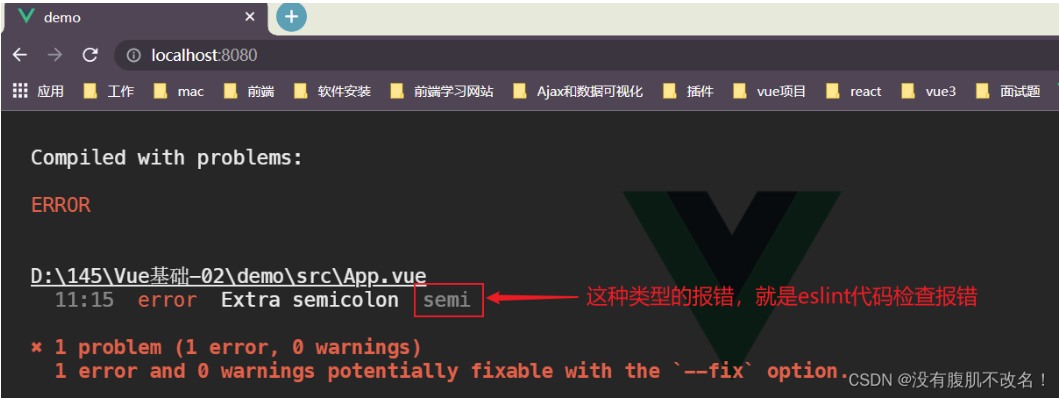 demo
localhost:8080
应用 工作 mac 前端 软件安装 前端学习网站 Ajax和数据可视化 插件 vue项目 react vue3 面试题
Compiled with problems:
ERROR
D:\145\Vue基础-02\demo\src\App.vue
11:15 error Extra semicolon semi
这种类型的报错，就是eslint代码检查报错
✖ 1 problem (1 error, 0 warnings)
1 error and 0 warnings potentially fixable with the `--fix` option.
CSDN @没有腹肌不改名！